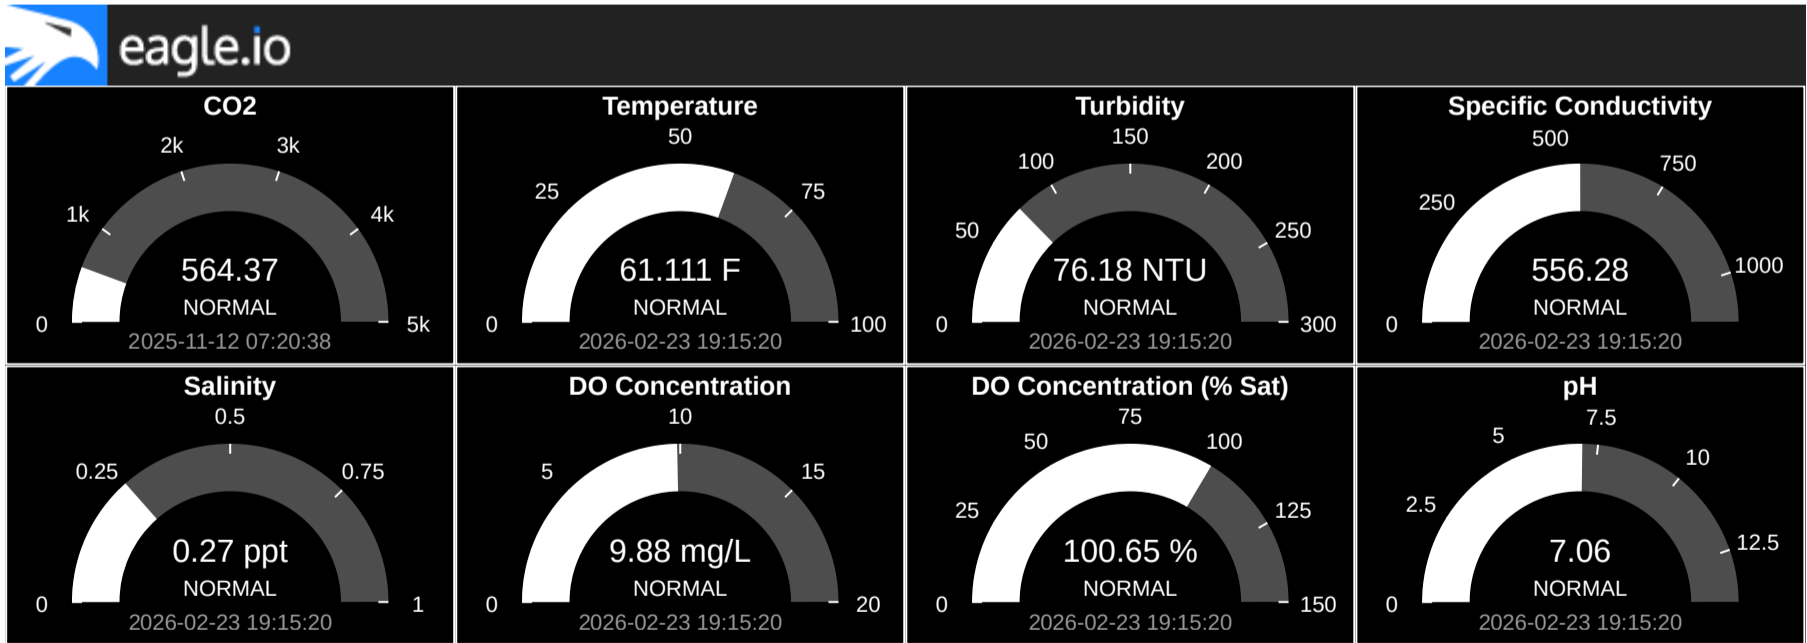 eagle.io
CO2
0
1k
2k
3k
4k
5k
564.37
NORMAL
2025-11-12 07:20:38
Temperature
0
25
50
75
100
61.111 F
NORMAL
2026-02-23 19:15:20
Turbidity
0
50
100
150
200
250
300
76.18 NTU
NORMAL
2026-02-23 19:15:20
Specific Conductivity
0
250
500
750
1000
556.28
NORMAL
2026-02-23 19:15:20
Salinity
0
0.25
0.5
0.75
1
0.27 ppt
NORMAL
2026-02-23 19:15:20
DO Concentration
0
5
10
15
20
9.88 mg/L
NORMAL
2026-02-23 19:15:20
DO Concentration (% Sat)
0
25
50
75
100
125
150
100.65 %
NORMAL
2026-02-23 19:15:20
pH
0
2.5
5
7.5
10
12.5
7.06
NORMAL
2026-02-23 19:15:20